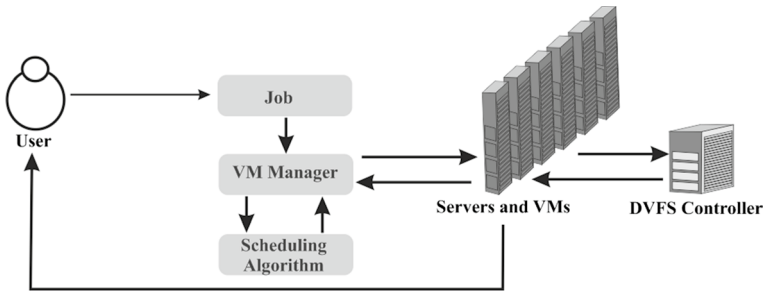 Job
User
VM Manager
Servers and VMs
DVFS Controller
Scheduling
Algorithm